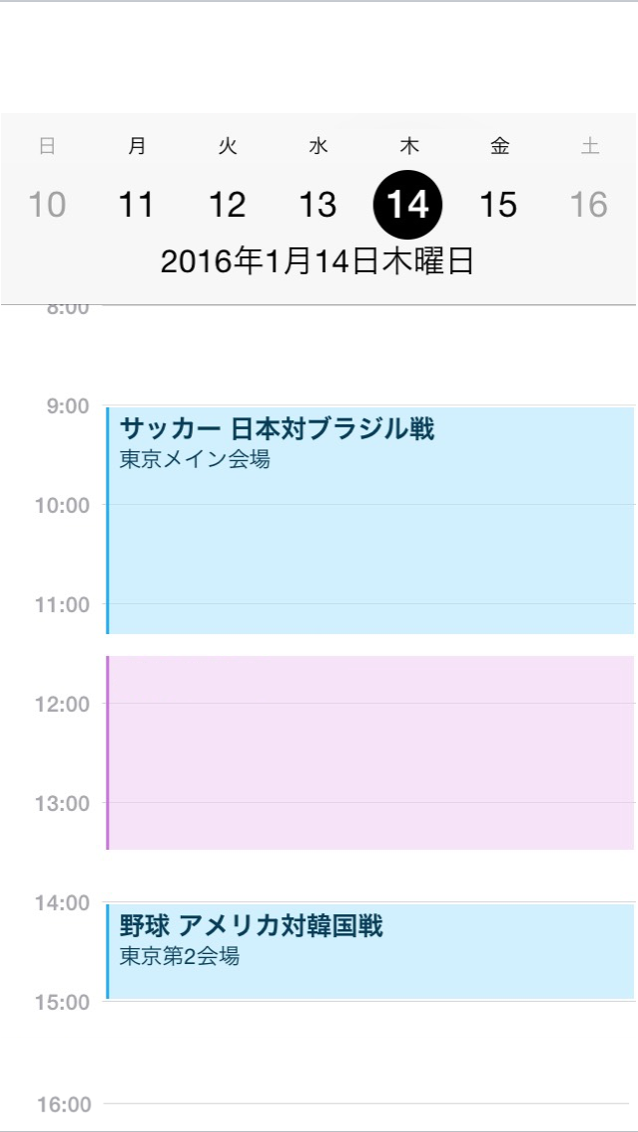 日 月 火 水 木 金 土
10 11 12 13 14 15 16
2016年1月14日木曜日
8:00
9:00
サッカー 日本対ブラジル戦
東京メイン会場
10:00
11:00
12:00
13:00
14:00
野球 アメリカ対韓国戦
東京第2会場
15:00
16:00